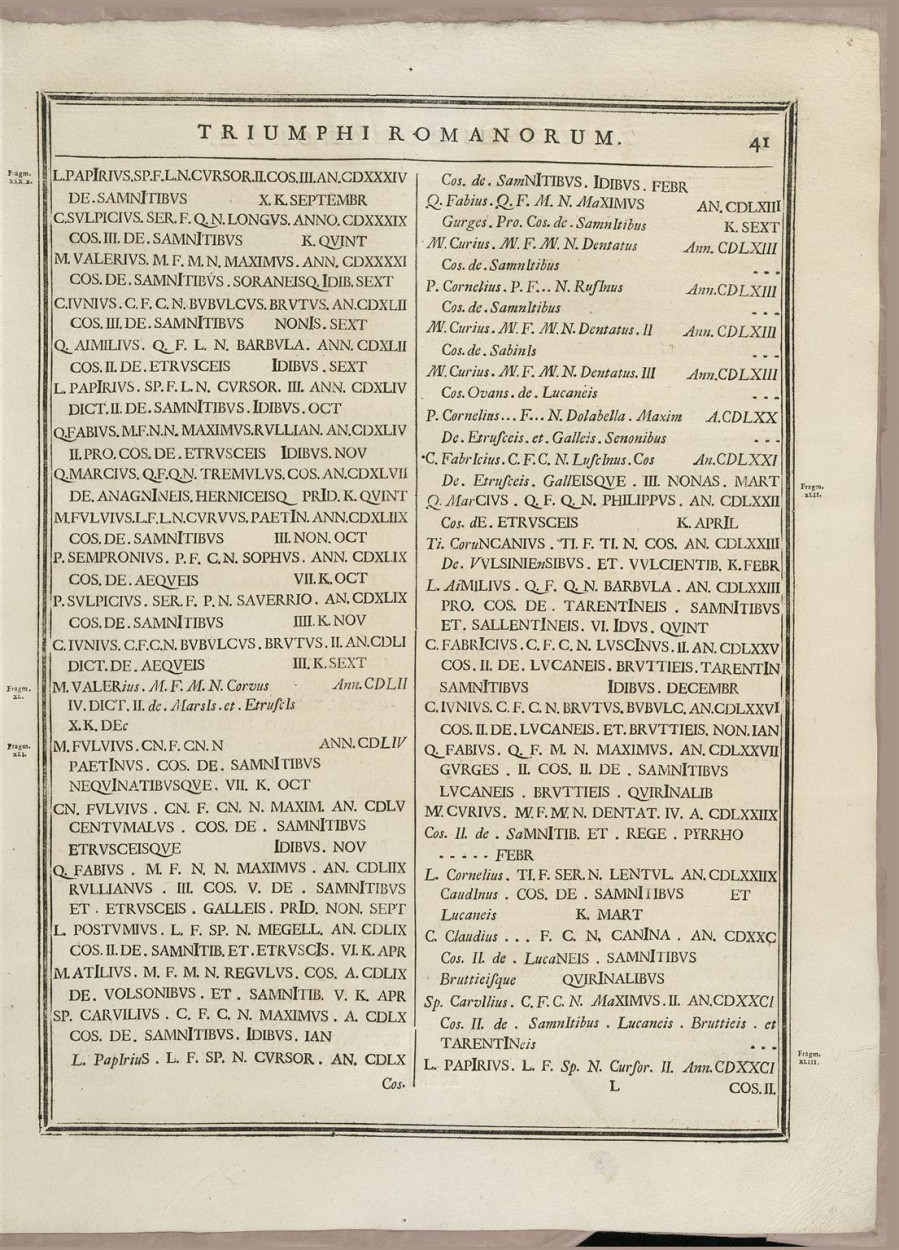 TRIUMPHI ROMANORUM.
41
Fragm.
XXXX.
L.PAPIRIVS.SP.F.L.N.CVRSOR.II.COS.III.AN.CDXXXIV
DE.SAMNITIBVS X.K.SEPTEMBR
C.SVLPICIVS. SER. F. Q. N. LONGVS. ANNO. CDXXXIX
COS.III.DE.SAMNITIBVS K.QVINT
M.VALERIVS. M. F. M. N. MAXIMVS. ANN. CDXXXXI
COS.DE.SAMNITIBVS . SORANEISQ.IDIB.SEXT
C.IVNIVS . C. F. C. N. BVBVLCVS. BRVTVS. AN.CDXLII
COS.III.DE.SAMNITIBVS NONIS.SEXT
Q. AIMILIVS. Q. F. L. N. BARBVLA. ANN. CDXLII
COS.II.DE.ETRVSCEIS IDIBVS.SEXT
L. PAPIRIVS. SP. F. L. N. CVRSOR. III. ANN. CDXLIV
DICT.II.DE.SAMNITIBVS.IDIBVS.OCT
Q.FABIVS.M.F.N.N. MAXIMVS.RVLLIAN. AN.CDXLIV
II.PRO.COS.DE.ETRVSCEIS IDIBVS.NOV
Q.MARCIVS. Q.F.Q.N. TREMVLVS.COS.AN.CDXLVII
DE. ANAGNINEIS. HERNICEISQ PRID.K.QVINT
M.FVLVIVS.L.F.L.N.CVRVVS.PAETIN. ANN.CDXLIIX
COS.DE.SAMNITIBVS III.NON.OCT
P. SEMPRONIVS . P. F. C. N. SOPHVS . ANN. CDXLIX
COS.DE.AEQVEIS VII.K.OCT
P.SVLPICIVS . SER. F. P. N. SAVERRIO . AN. CDXLIX
COS.DE.SAMNITIBVS IIII.K.NOV
C.IVNIVS . C.F.C.N.BVBVLCVS . BRVTVS . II.AN.CDLI
DICT.DE.AEQVEIS III.K.SEXT
Fragm.
XL.
M. VALERius. M. F. M. N. Corvus Ann.CDLII
IV. DICT. II. de. MarsIs.et.EtruſcIs
X.K.DEc
Fragm.
XLI.
M.FVLVIVS.CN.F.CN.N ANN.CDLIV
PAETINVS. COS. DE. SAMNITIBVS
NEQVINATIBVSQVE. VII. K. OCT
CN. FVLVIVS . CN. F. CN. N. MAXIM. AN. CDLV
CENTVMALVS . COS. DE . SAMNITIBVS
ETRVSCEISQVE IDIBVS. NOV
Q. FABIVS . M. F. N. N. MAXIMVS . AN. CDLIIX
RVLLIANVS . III. COS. V. DE . SAMNITIBVS
ET . ETRVSCEIS . GALLEIS . PRID. NON. SEPT
L. POSTVMIVS . L. F. SP. N. MEGELL. AN. CDLIX
COS.II.DE. SAMNITIB.ET.ETRVSCIS. VI.K.APR
M.ATILIVS. M. F. M. N. REGVLVS. COS. A.CDLIX
DE. VOLSONIBVS . ET . SAMNITIB. V. K. APR
SP. CARVILIVS . C. F. C. N. MAXIMVS . A. CDLX
COS. DE. SAMNITIBVS. IDIBVS. IAN
L. PapIriuS . L. F. SP. N. CVRSOR. AN. CDLX
Cos.
Cos. de. SamNITIBVS. IDIBVS. FEBR
Q. Fabius. Q. F. M. N. MaXIMVS AN. CDLXIII
Gurges. Pro. Cos. de. SamnItibus K.SEXT
M'. Curius. M'. F. M'. N. Dentatus Ann. CDLXIII
Cos.de.SamnItibus - - -
P. Cornelius. P. F... N. RufInus Ann.CDLXIII
Cos.de.SamnItibus - - -
M'. Curius. M'. F. M'. N. Dentatus. II Ann. CDLXIII
Cos.de.SabinIs - - -
M'. Curius. M'. F. M'. N. Dentatus. III Ann.CDLXIII
Cos.Ovans.de.Lucaneis - - -
P. Cornelius... F... N. Dolabella. Maxim A.CDLXX
De.Etruſceis.et.Galleis.Senonibus - - -
C. FabrIcius. C. F. C. N. LuſcInus.Cos An.CDLXXI
De. Etruſceis. GallEISQVE . III NONAS. MART
Fragm.
XLII.
Q. MarCIVS . Q. F. Q. N. PHILIPPVS . AN. CDLXXII
Cos. dE. ETRVSCEIS K. APRIL
Ti. CoruNCANIVS . TI. F. TI. N. COS. AN. CDLXXIII
De. VVLSINIEnSIBVS. ET. VVLCIENTIB. K.FEBR
L. AiMILIVS . Q. F. Q. N. BARBVLA . AN. CDLXXIII
PRO. COS. DE . TARENTINEIS . SAMNITIBVS
ET. SALLENTINEIS. VI. IDVS. QVINT
C. FABRICIVS . C. F. C. N. LVSCINVS. II. AN. CDLXXV
COS. II. DE. LVCANEIS. BRVTTIEIS. TARENTIN
SAMNITIBVS IDIBVS. DECEMBR
C. IVNIVS. C. F. C. N. BRVTVS. BVBVLC. AN.CDLXXVI
COS.II.DE.LVCANEIS.ET.BRVTTIEIS.NON.IAN
Q. FABIVS. Q. F. M. N. MAXIMVS. AN. CDLXXVII
GVRGES . II. COS. II. DE . SAMNITIBVS
LVCANEIS . BRVTTIEIS . QVIRINALIB
M'. CVRIVS. M'. F. M'. N. DENTAT. IV. A. CDLXXIIX
Cos. II. de . SaMNITIB. ET . REGE . PYRRHO
- - - - - FEBR
L. Cornelius. TI. F. SER. N. LENTVL. AN. CDLXXIIX
CaudInus . COS. DE . SAMNITIBVS ET
Lucaneis K. MART
C. Claudius ... F. C. N. CANINA . AN. CDXXC
Cos. II. de . LucaNEIS . SAMNITIBVS
Bruttieiſque QVIRINALIBVS
Sp. Carvilius. C. F. C. N. MaXIMVS. II. AN.CDXXCI
Cos. II. de . SamnItibus . Lucaneis . Brutticis . et
TARENTINeis - - -
Fragm.
XLIII.
L. PAPIRIVS. L. F. Sp. N. Curſor. II. Ann.CDXXCI
L COS.II.